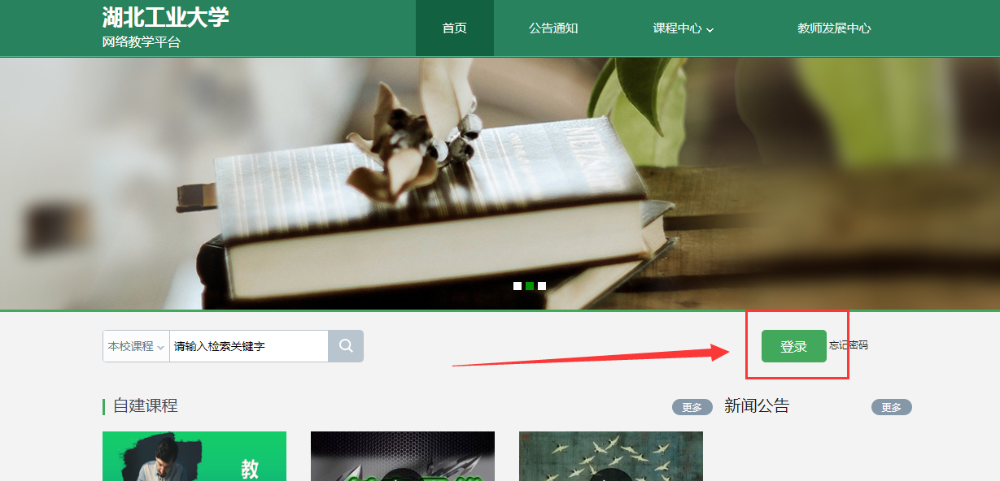 湖北工业大学
网络教学平台
首页
公告通知
课程中心
教师发展中心
本校课程
请输入检索关键字
登录
忘记密码
自建课程
更多
新闻公告
更多
教